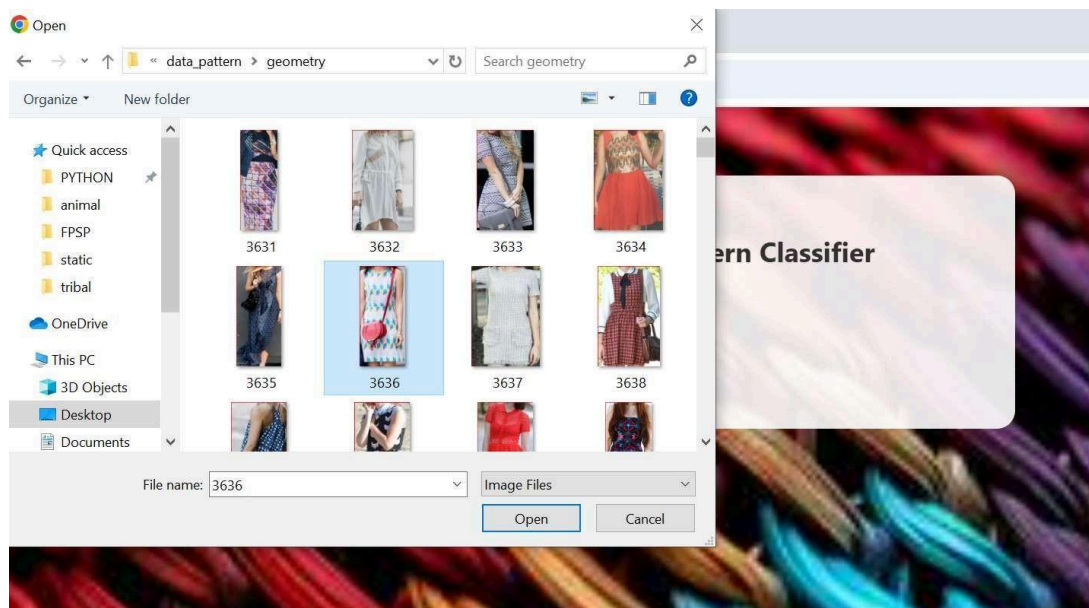 Open
« data_pattern > geometry
Search geometry
Organize
New folder
Quick access
PYTHON
animal
FPSP
static
tribal
OneDrive
This PC
3D Objects
Desktop
Documents
3631
3632
3633
3634
3635
3636
3637
3638
ern Classifier
File name: 3636
Image Files
Open
Cancel